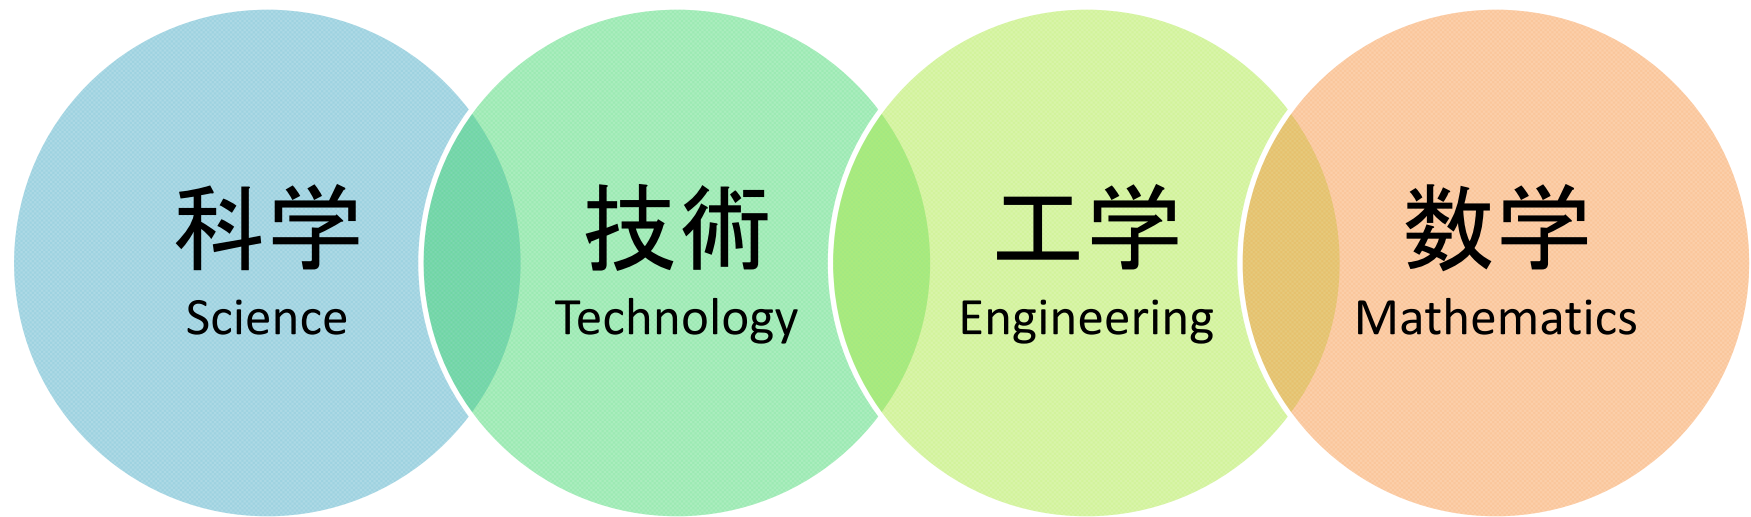 科学
Science
技術
Technology
工学
Engineering
数学
Mathematics